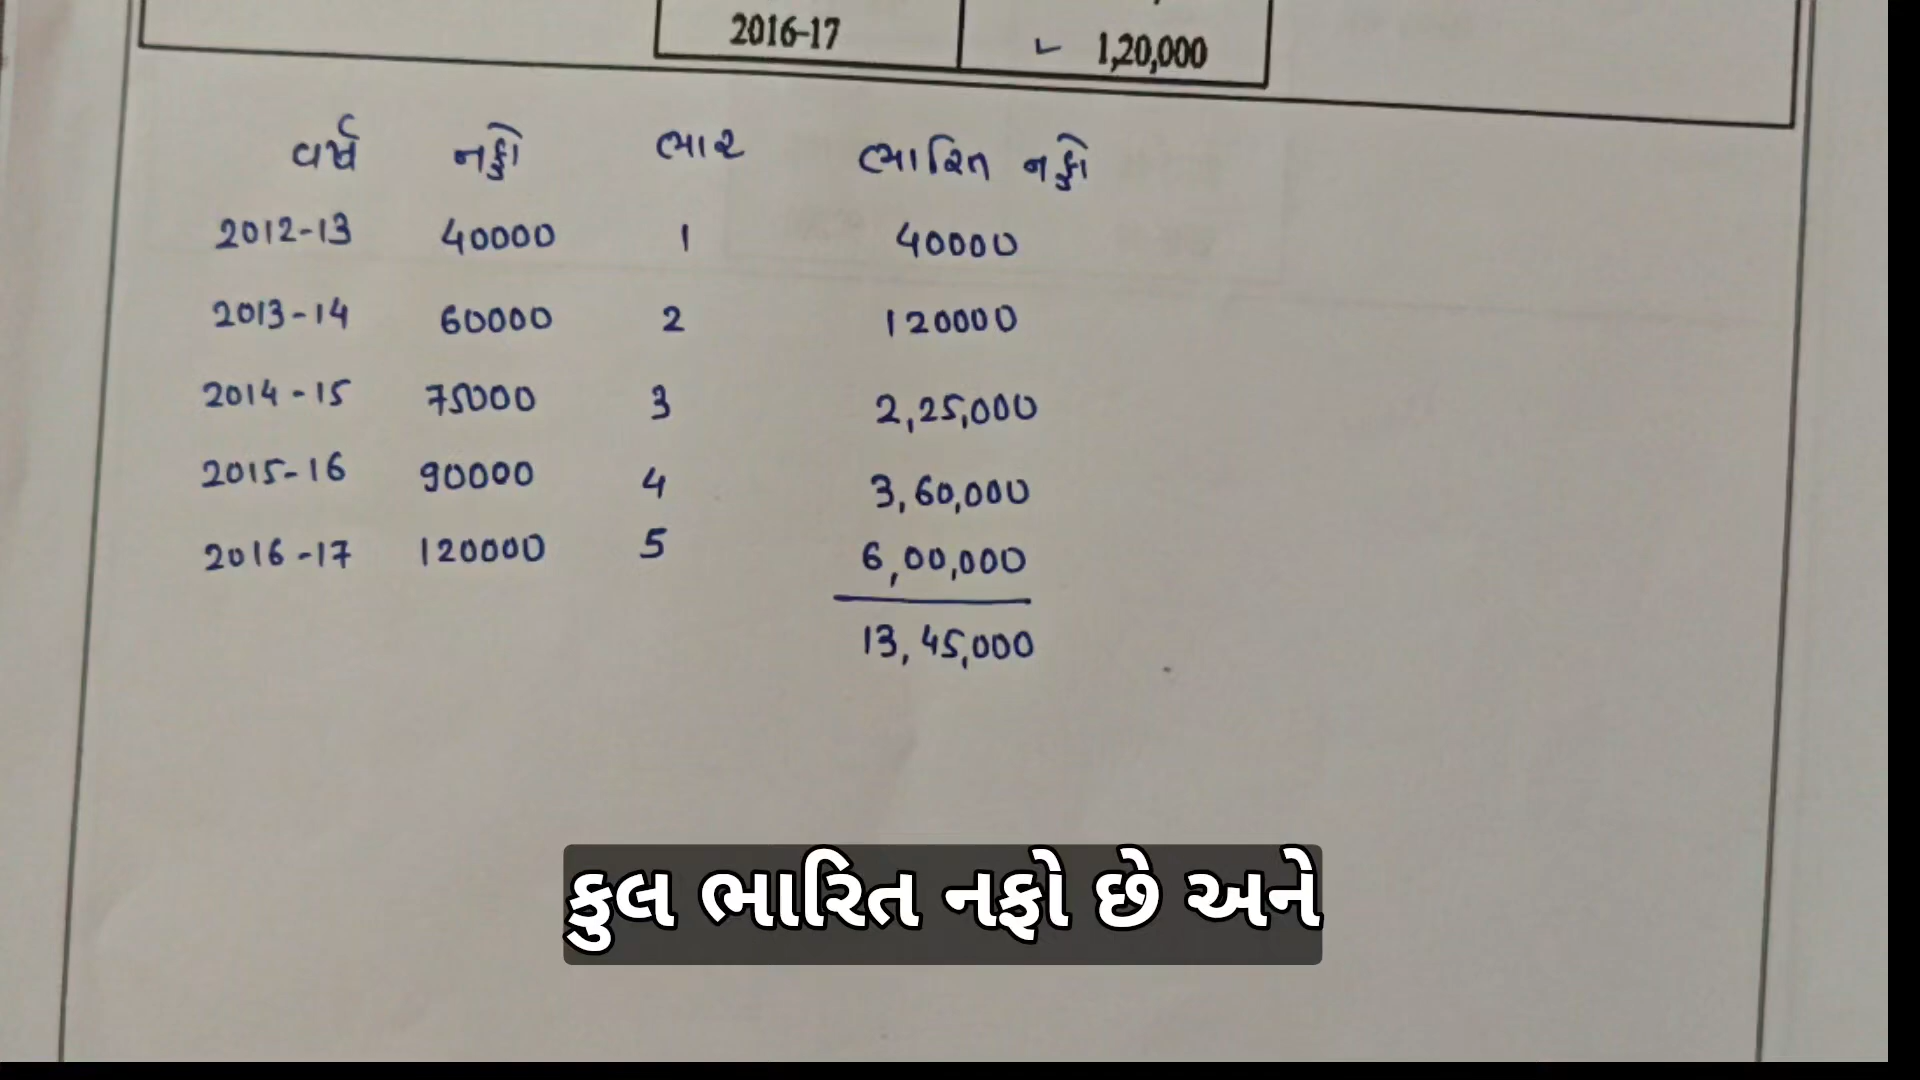 2016-17 1,20,000
વર્ષ નફો ભાર ભારિત નફો
2012-13 40000 1 40000
2013-14 60000 2 120000
2014-15 75000 3 2,25,000
2015-16 90000 4 3,60,000
2016-17 120000 5 6,00,000
13,45,000
કુલ ભારિત નફો છે અને